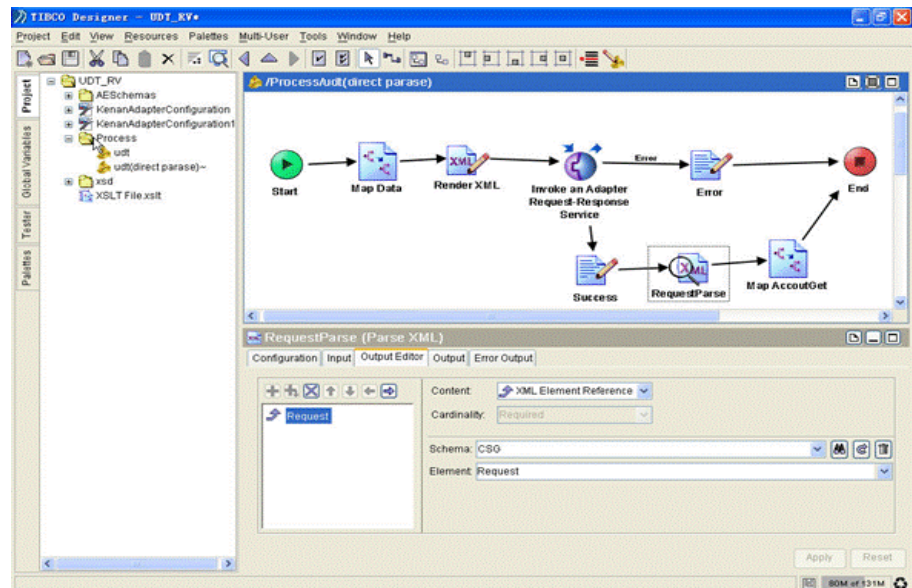 TIBCO Designer - UDT_RV*
Project Edit View Resources Palettes Multi-User Tools Window Help
Project
Global Variables
Tester
Palettes
UDT_RV
AESchemas
KenanAdapterConfiguration
KenanAdapterConfiguration1
Process
udt
udt(direct parase)~
xsd
XSLT File.xslt
/ProcessAudt(direct parase)
Start
Map Data
XML
Render XML
Invoke an Adapter
Request-Response
Service
Error
Error
End
Success
XML
RequestParse
Map AccoutGet
RequestParse (Parse XML)
Configuration Input Output Editor Output Error Output
Request
Content: XML Element Reference
Cardinality: Required
Schema: CSG
Element: Request
Apply Reset
80M of 131M